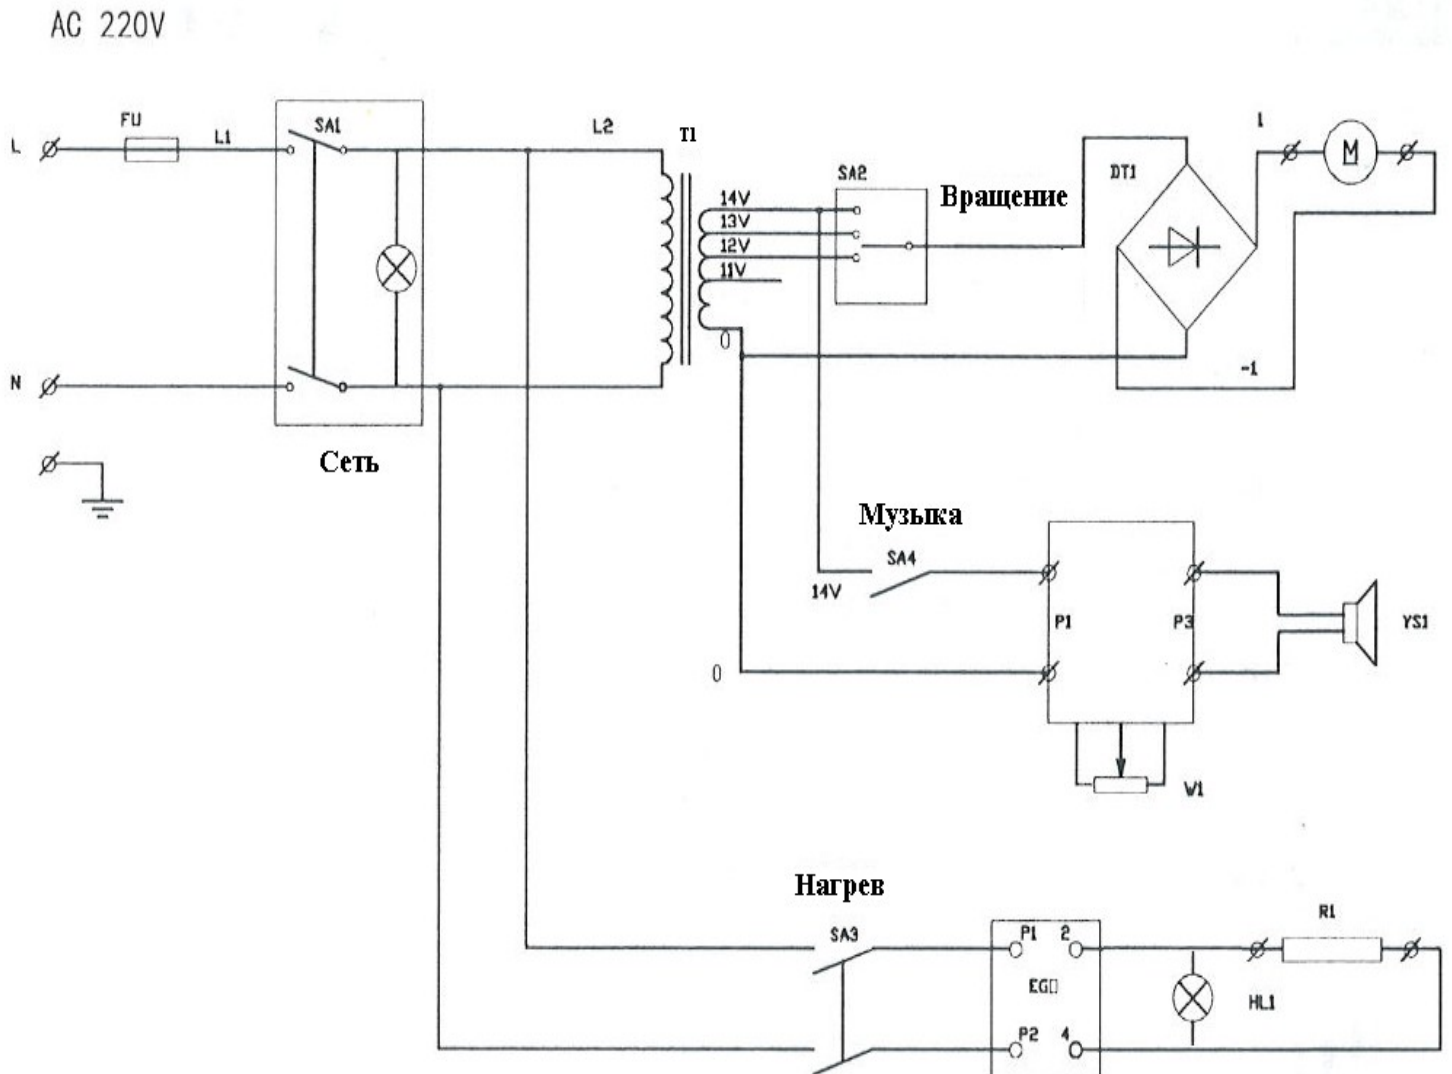 AC 220V
FU
L
L1
SA1
L2
T1
1
M
14V
13V
12V
11V
0
SA2
Вращение
DT1
N
-1
Сеть
Музыка
SA4
14V
P1
P3
YS1
0
W1
Нагрев
SA3
P1 2
R1
EGO
HL1
P2 4